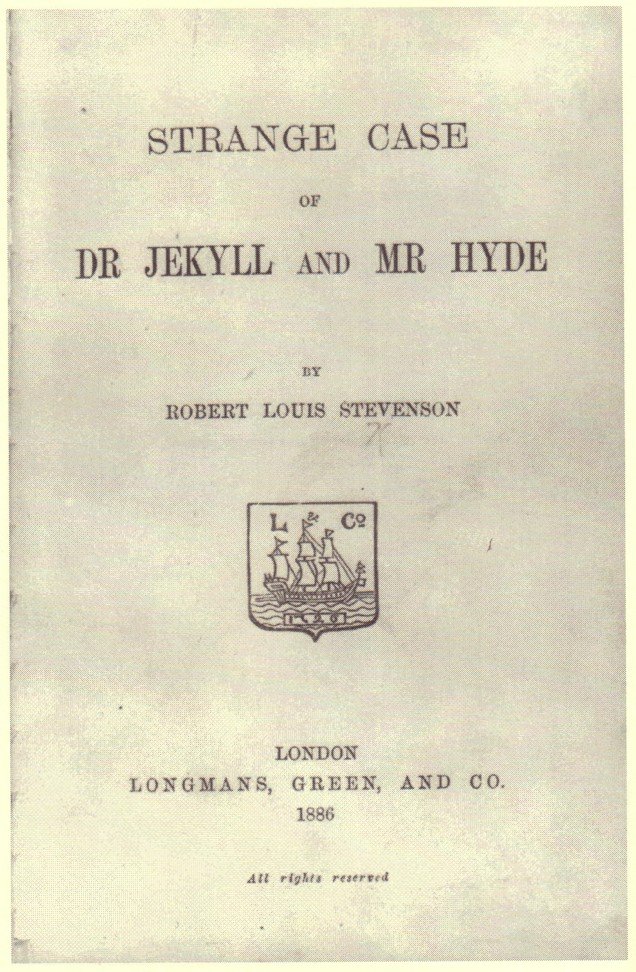 STRANGE CASE
OF
DR JEKYLL AND MR HYDE
BY
ROBERT LOUIS STEVENSON
L & Cº
LONDON
LONGMANS, GREEN, AND CO.
1886
All rights reserved